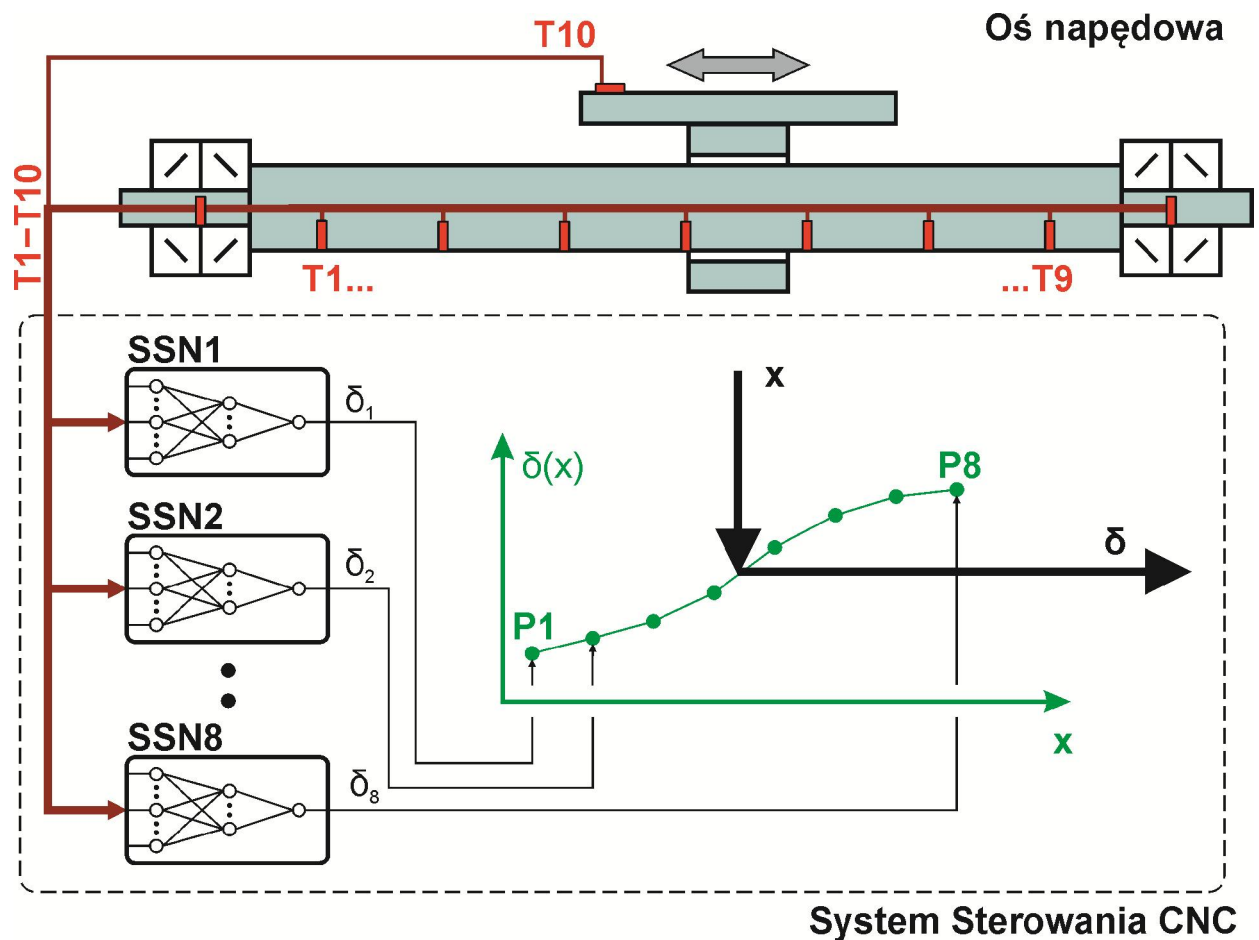 Oś napędowa
T10
T1–T10
T1...
...T9
SSN1
δ1
x
δ(x)
P8
SSN2
δ2
δ
P1
SSN8
δ8
x
System Sterowania CNC